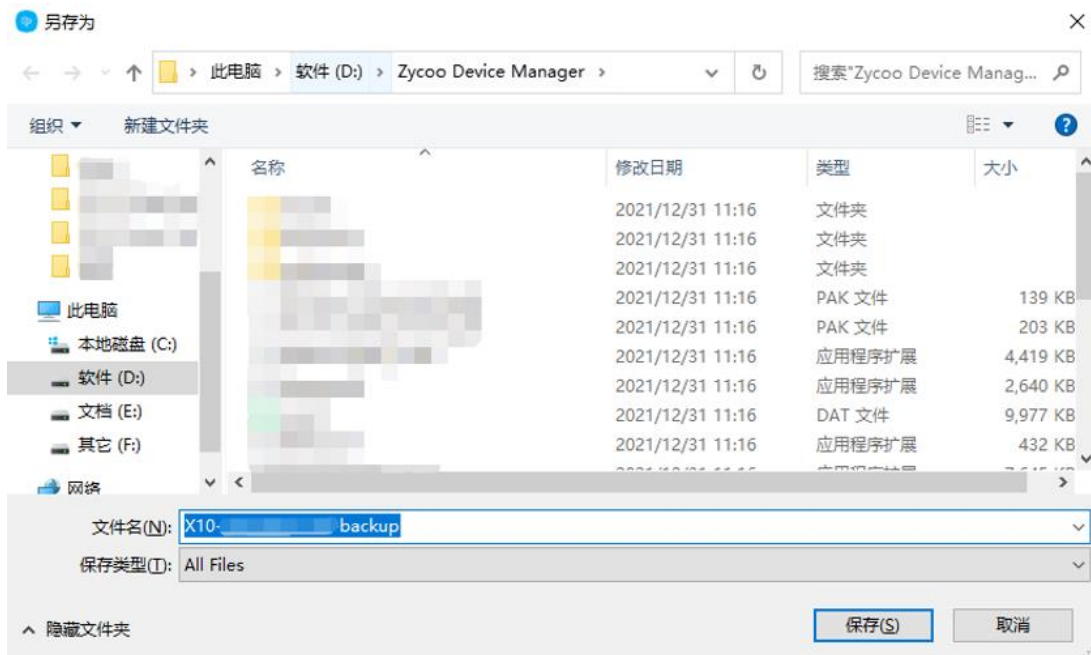 另存为
此电脑 › 软件 (D:) › Zycoo Device Manager ›
搜索"Zycoo Device Manag...
组织
新建文件夹
名称 修改日期 类型 大小
2021/12/31 11:16 文件夹
2021/12/31 11:16 文件夹
2021/12/31 11:16 文件夹
2021/12/31 11:16 PAK 文件 139 KB
2021/12/31 11:16 PAK 文件 203 KB
2021/12/31 11:16 应用程序扩展 4,419 KB
2021/12/31 11:16 应用程序扩展 2,640 KB
2021/12/31 11:16 DAT 文件 9,977 KB
2021/12/31 11:16 应用程序扩展 432 KB
此电脑
本地磁盘 (C:)
软件 (D:)
文档 (E:)
其它 (F:)
网络
文件名(N): X10- backup
保存类型(T): All Files
隐藏文件夹
保存(S)
取消